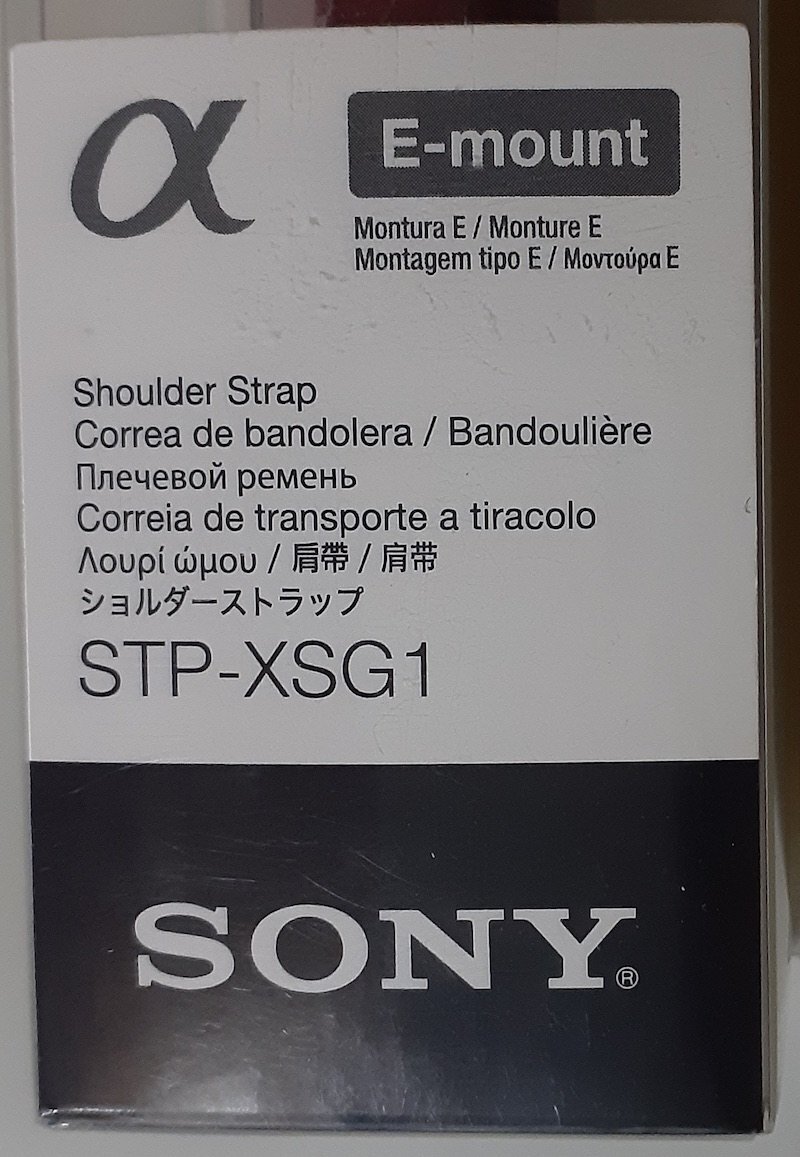 α
E-mount
Montura E / Monture E
Montagem tipo E / Μοντούρα E
Shoulder Strap
Correa de bandolera / Bandoulière
Плечевой ремень
Correia de transporte a tiracolo
Λουρί ώμου / 肩帶 / 肩带
ショルダーストラップ
STP-XSG1
SONY®